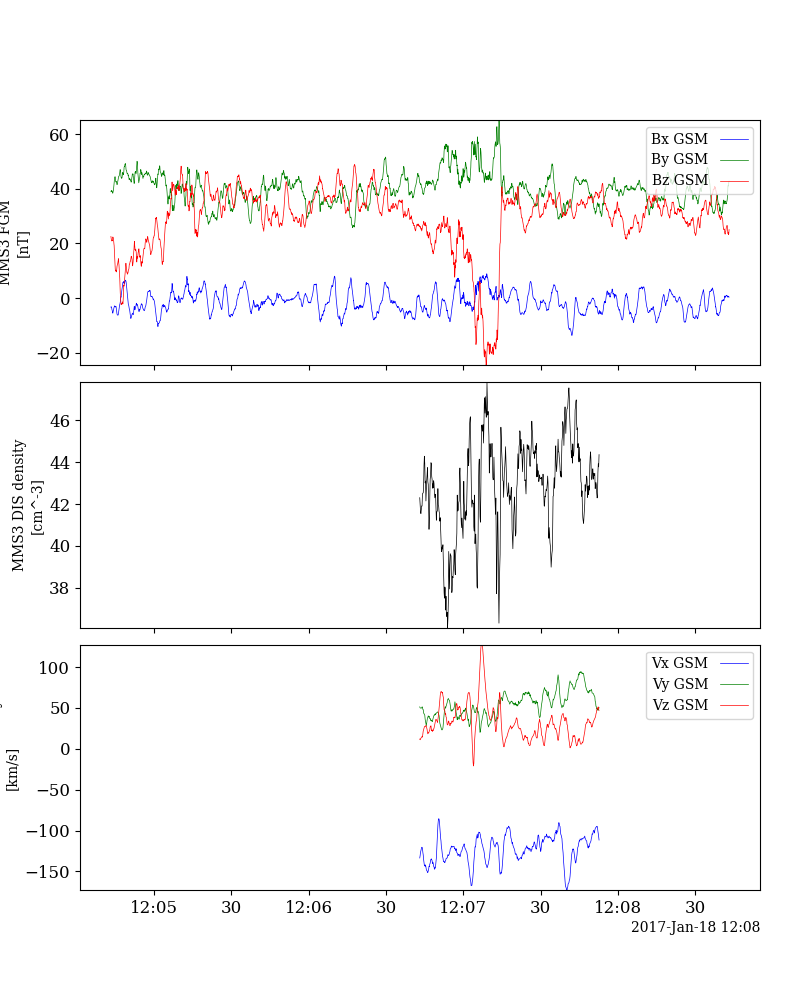 60
40
20
0
−20
MMS3 FGM
[nT]
Bx GSM
By GSM
Bz GSM
46
44
42
40
38
MMS3 DIS density
[cm^-3]
100
50
0
−50
−100
−150
[km/s]
Vx GSM
Vy GSM
Vz GSM
12:05 30 12:06 30 12:07 30 12:08 30
2017-Jan-18 12:08